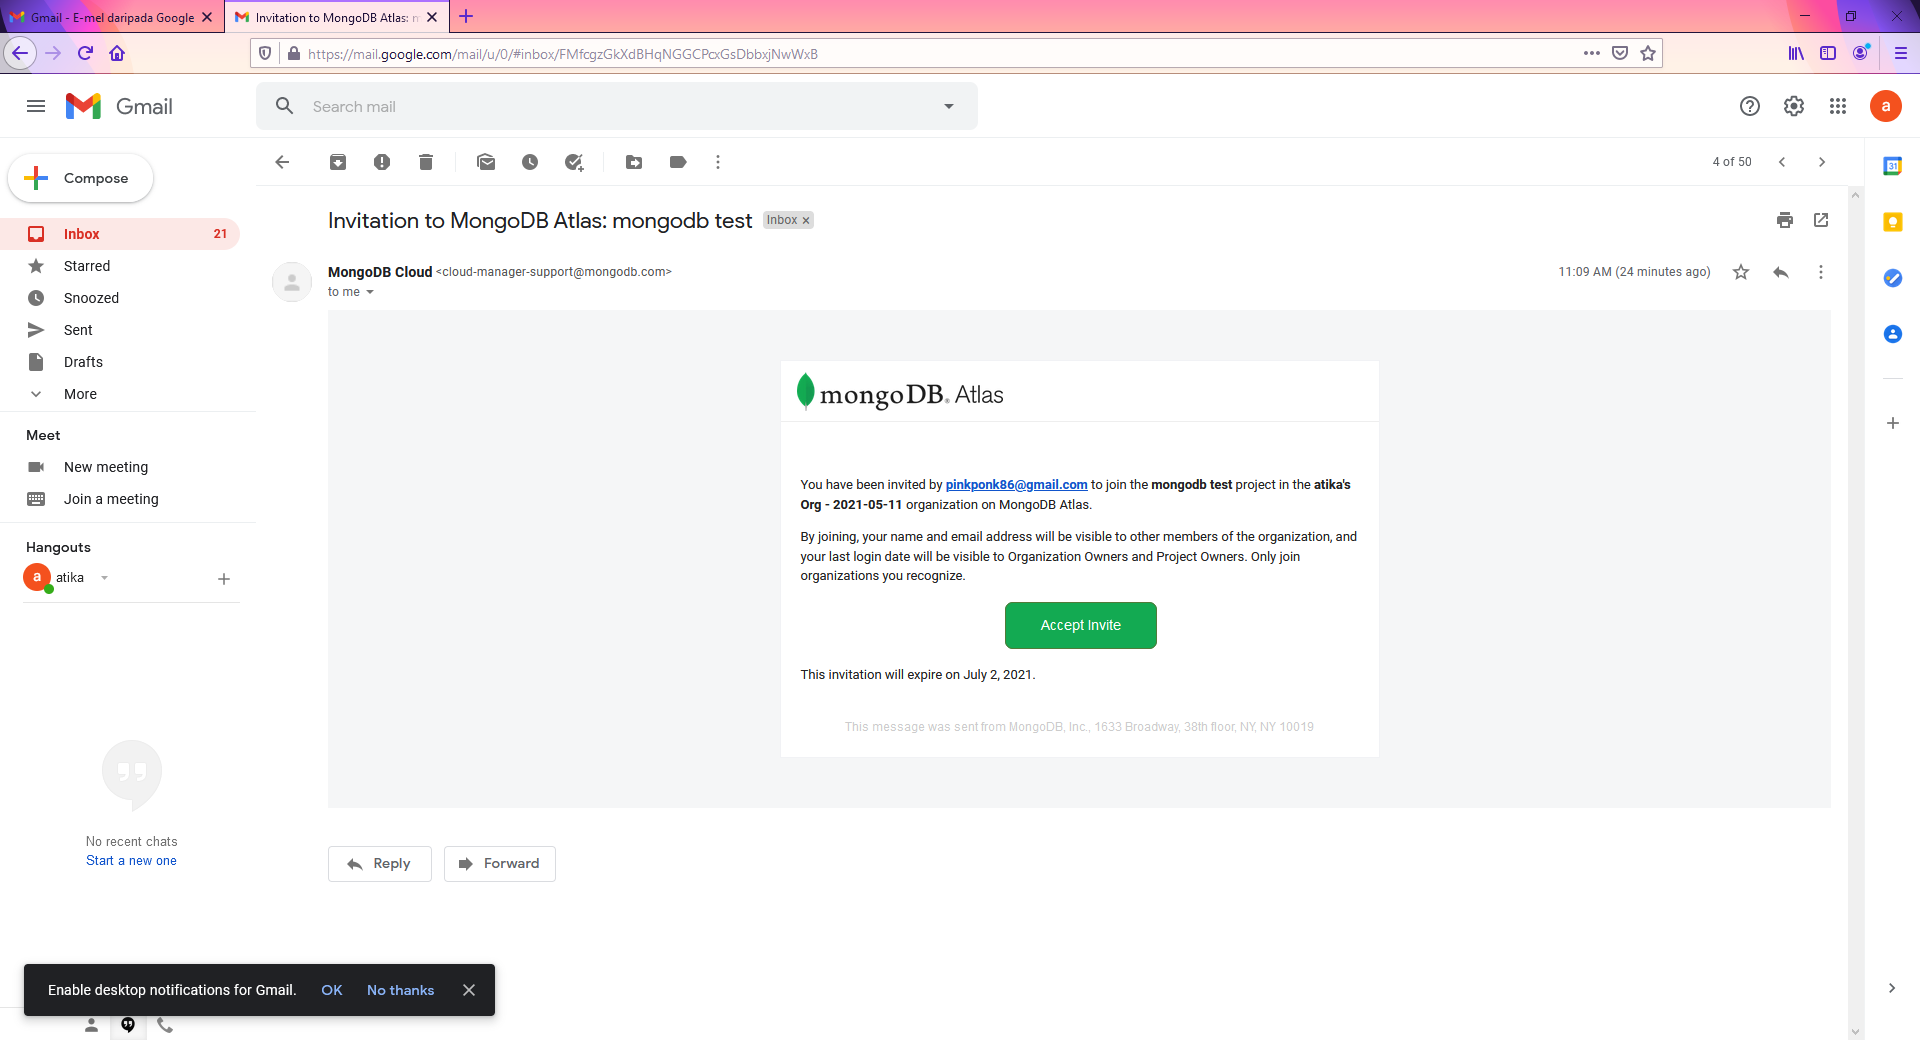 Gmail - E-mel daripada Google
Invitation to MongoDB Atlas: m
https://mail.google.com/mail/u/0/#inbox/FMfcgzGkXdBHqNGGCPcxGsDbbxjNwWxB
Gmail
Search mail
a
Compose
4 of 50
31
Inbox 21
Starred
Snoozed
Sent
Drafts
More
Meet
New meeting
Join a meeting
Hangouts
a atika
No recent chats
Start a new one
Invitation to MongoDB Atlas: mongodb test Inbox x
MongoDB Cloud <cloud-manager-support@mongodb.com> 11:09 AM (24 minutes ago)
to me
mongoDB® Atlas
You have been invited by pinkponk86@gmail.com to join the mongodb test project in the atika's
Org - 2021-05-11 organization on MongoDB Atlas.
By joining, your name and email address will be visible to other members of the organization, and
your last login date will be visible to Organization Owners and Project Owners. Only join
organizations you recognize.
Accept Invite
This invitation will expire on July 2, 2021.
This message was sent from MongoDB, Inc., 1633 Broadway, 38th floor, NY, NY 10019
Reply Forward
Enable desktop notifications for Gmail. OK No thanks